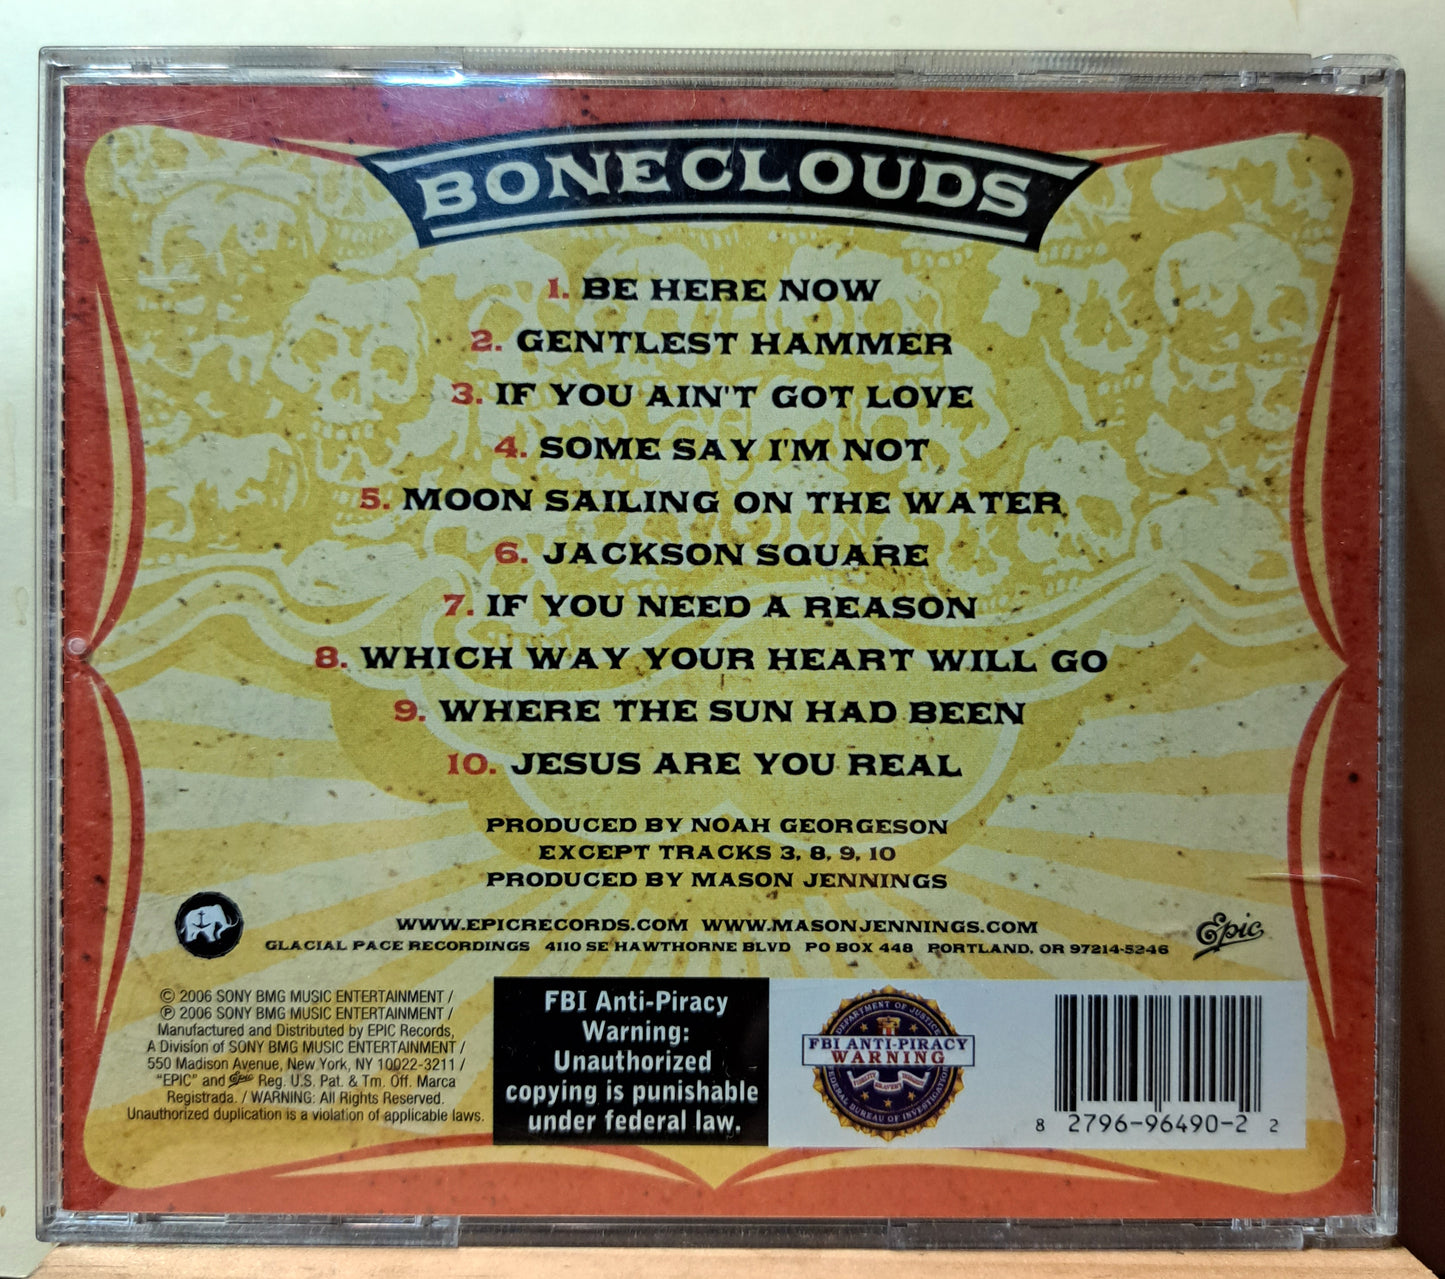 BONECLOUDS
1. BE HERE NOW
2. GENTLEST HAMMER
3. IF YOU AIN'T GOT LOVE
4. SOME SAY I'M NOT
5. MOON SAILING ON THE WATER
6. JACKSON SQUARE
7. IF YOU NEED A REASON
8. WHICH WAY YOUR HEART WILL GO
9. WHERE THE SUN HAD BEEN
10. JESUS ARE YOU REAL
PRODUCED BY NOAH GEORGESON
EXCEPT TRACKS 3, 8, 9, 10
PRODUCED BY MASON JENNINGS
WWW.EPICRECORDS.COM WWW.MASONJENNINGS.COM
GLACIAL PACE RECORDINGS 4110 SE HAWTHORNE BLVD PO BOX 448 PORTLAND, OR 97214-5246
Epic
© 2006 SONY BMG MUSIC ENTERTAINMENT /
℗ 2006 SONY BMG MUSIC ENTERTAINMENT /
Manufactured and Distributed by EPIC Records,
A Division of SONY BMG MUSIC ENTERTAINMENT /
550 Madison Avenue, New York, NY 10022-3211 /
"EPIC" and Epic Reg. U.S. Pat. & Tm. Off. Marca
Registrada. / WARNING: All Rights Reserved.
Unauthorized duplication is a violation of applicable laws.
FBI Anti-Piracy
Warning:
Unauthorized
copying is punishable
under federal law.
DEPARTMENT OF JUSTICE
FBI ANTI-PIRACY
WARNING
FIDELITY BRAVERY INTEGRITY
FEDERAL BUREAU OF INVESTIGATION
8 2796-96490-2 2